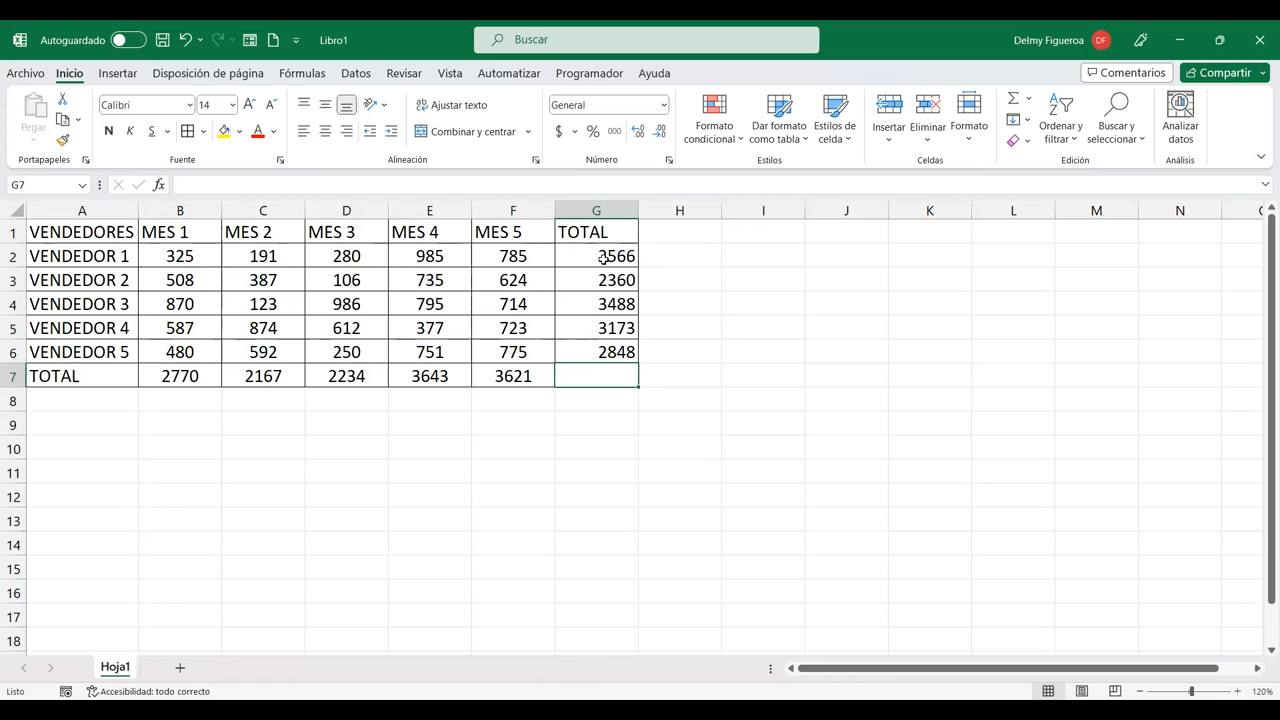 Autoguardado
Libro1
Buscar
Delmy Figueroa DF
Archivo Inicio Insertar Disposición de página Fórmulas Datos Revisar Vista Automatizar Programador Ayuda
Comentarios Compartir
Pegar
Portapapeles
Calibri 14
N K S
Fuente
Ajustar texto
Combinar y centrar
Alineación
General
$ % 000
Número
Formato condicional
Dar formato como tabla
Estilos de celda
Estilos
Insertar Eliminar Formato
Celdas
Ordenar y filtrar
Buscar y seleccionar
Edición
Analizar datos
Análisis
G7 fx
A B C D E F G H I J K L M N
1 VENDEDORES MES 1 MES 2 MES 3 MES 4 MES 5 TOTAL
2 VENDEDOR 1 325 191 280 985 785 2566
3 VENDEDOR 2 508 387 106 735 624 2360
4 VENDEDOR 3 870 123 986 795 714 3488
5 VENDEDOR 4 587 874 612 377 723 3173
6 VENDEDOR 5 480 592 250 751 775 2848
7 TOTAL 2770 2167 2234 3643 3621
8
9
10
11
12
13
14
15
16
17
18
Hoja1
Listo
Accesibilidad: todo correcto
120%